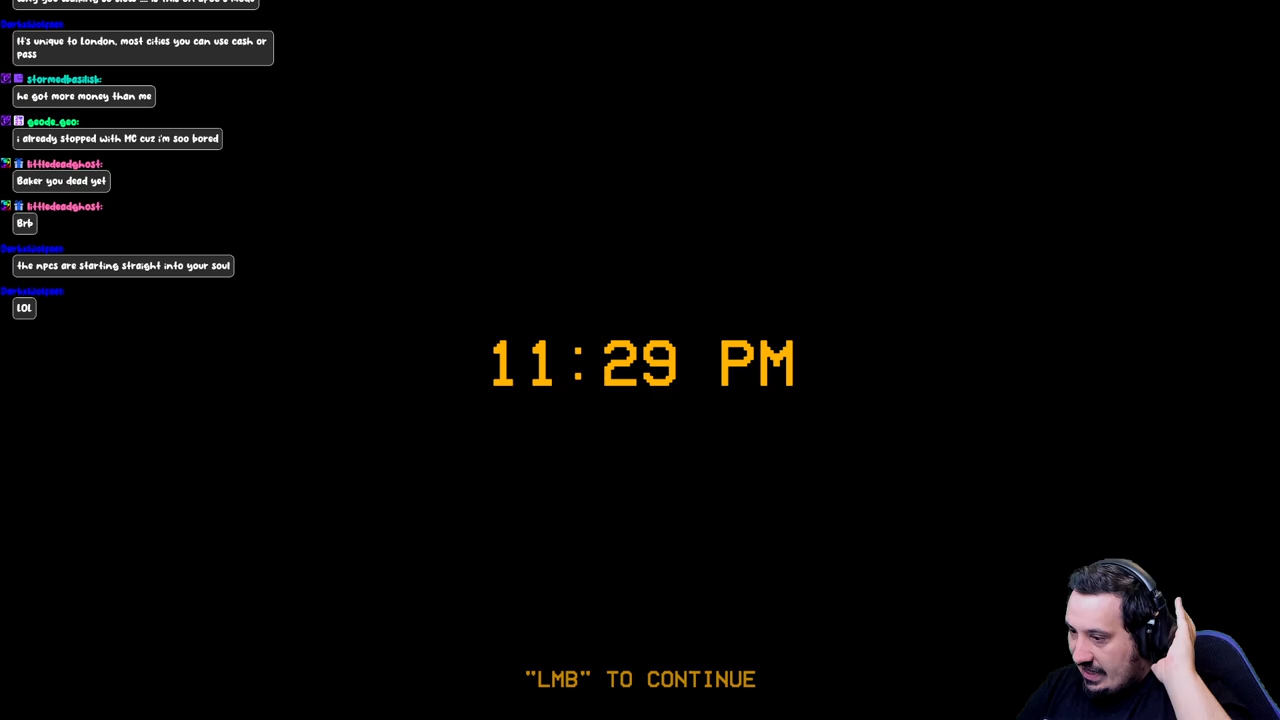 It's unique to London, most cities you can use cash or
pass
stormedbasilisk:
he got more money than me
geode_geo:
i already stopped with MC cuz i'm soo bored
littledeadghost:
Baker you dead yet
littledeadghost:
Brb
the npcs are starting straight into your soul
LOL
11:29 PM
"LMB" TO CONTINUE